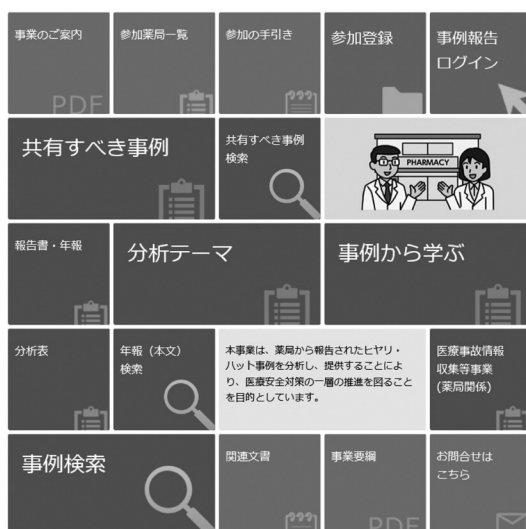 事業のご案内
PDF
参加薬局一覧
参加の手引き
参加登録
事例報告
ログイン
共有すべき事例
共有すべき事例
検索
PHARMACY
報告書・年報
分析テーマ
事例から学ぶ
分析表
年報（本文）
検索
本事業は、薬局から報告されたヒヤリ・
ハット事例を分析し、提供することによ
り、医療安全対策の一層の推進を図ること
を目的としています。
医療事故情報
収集等事業
(薬局関係)
事例検索
関連文書
事業要綱
PDF
お問合せは
こちら